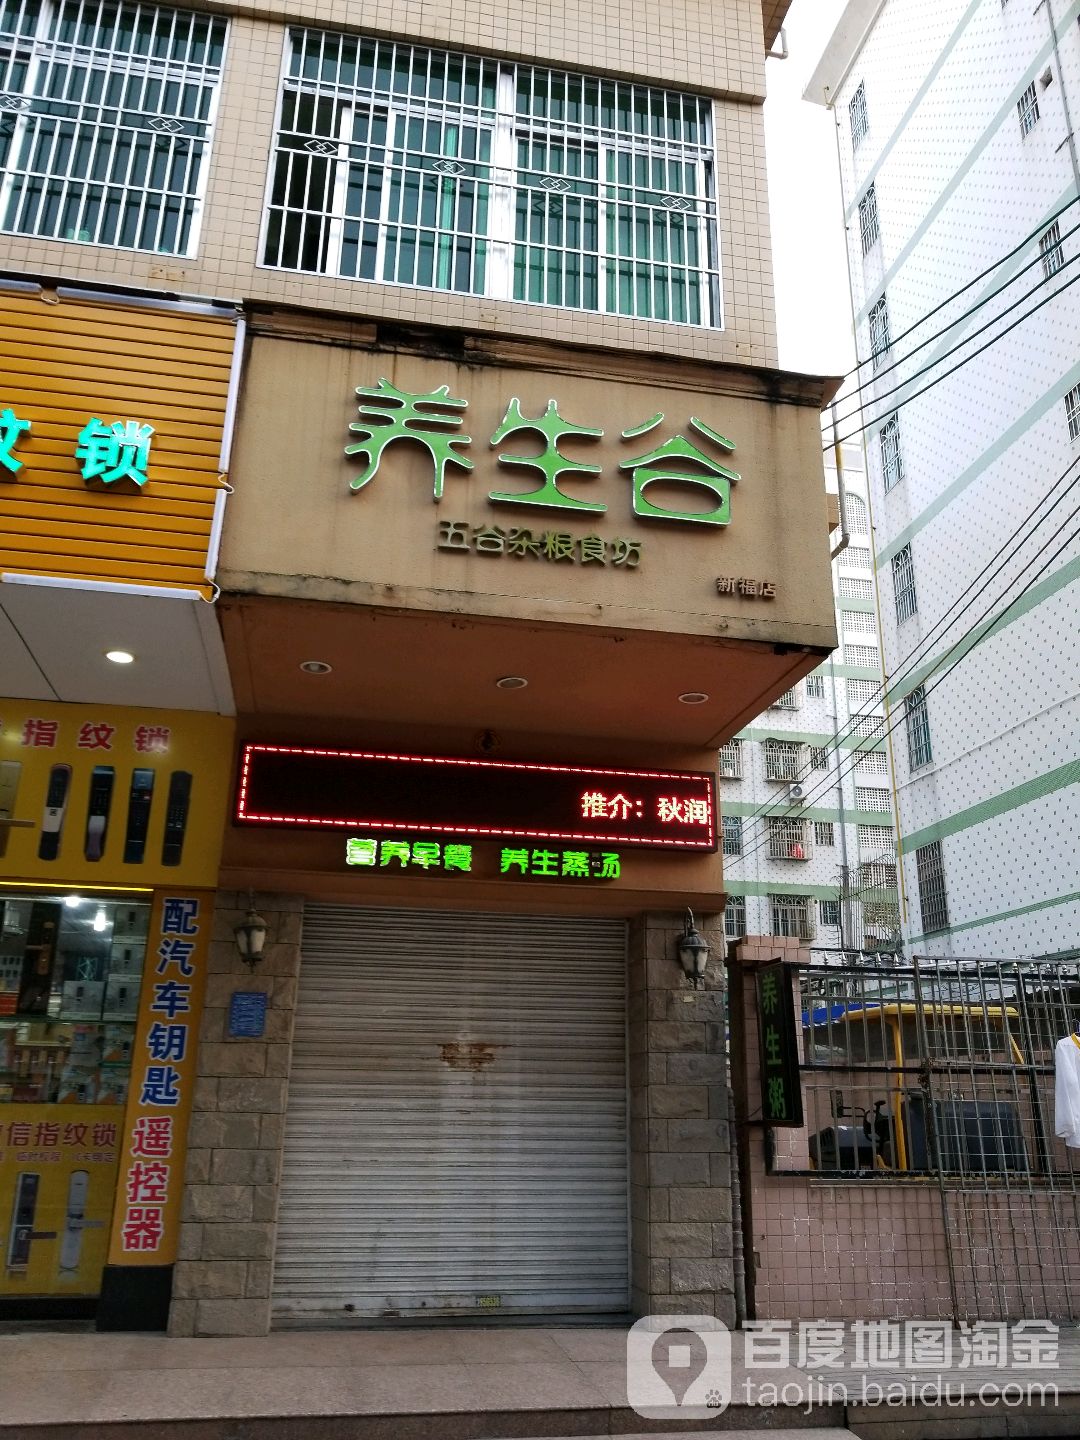 养生谷
五谷杂粮食坊
新福店
纹锁
指纹锁
推介：秋润
营养早餐 养生蒸汤
配汽车钥匙遥控器
信指纹锁
养生粥
百度地图淘金
taojin.baidu.com